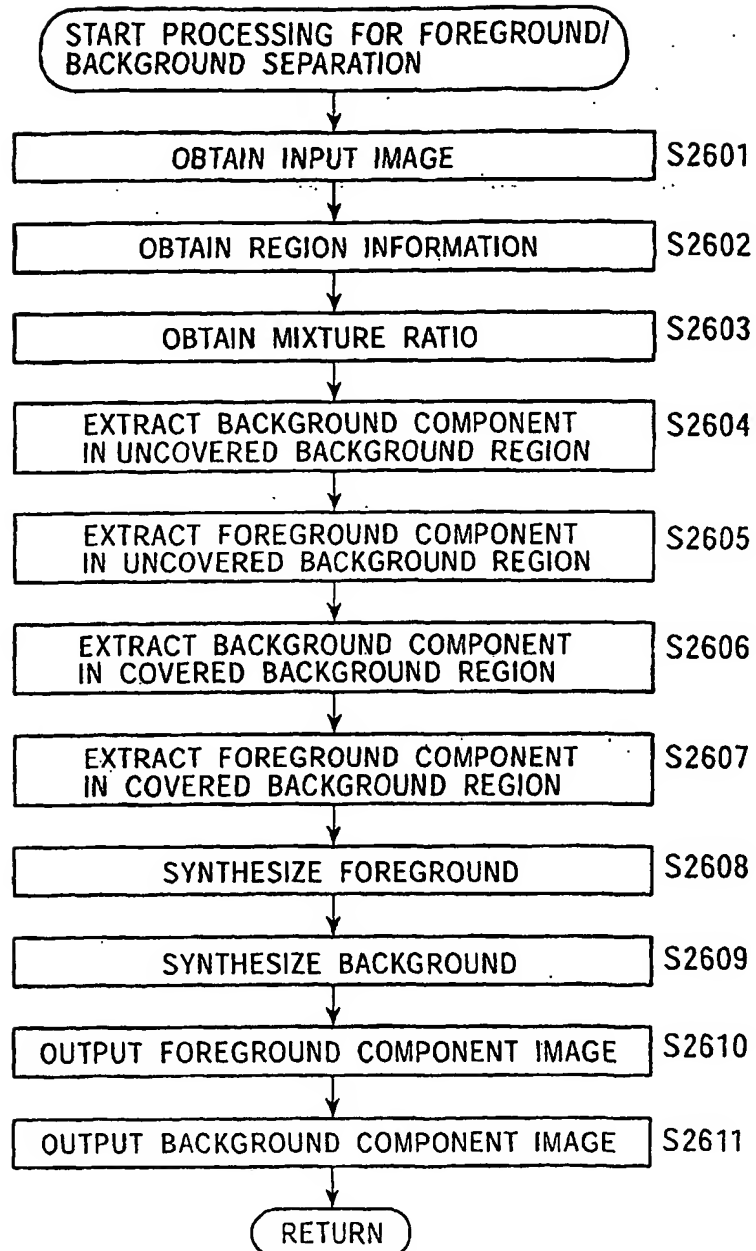 START PROCESSING FOR FOREGROUND/
BACKGROUND SEPARATION
OBTAIN INPUT IMAGE S2601
OBTAIN REGION INFORMATION S2602
OBTAIN MIXTURE RATIO S2603
EXTRACT BACKGROUND COMPONENT S2604
IN UNCOVERED BACKGROUND REGION
EXTRACT FOREGROUND COMPONENT S2605
IN UNCOVERED BACKGROUND REGION
EXTRACT BACKGROUND COMPONENT S2606
IN COVERED BACKGROUND REGION
EXTRACT FOREGROUND COMPONENT S2607
IN COVERED BACKGROUND REGION
SYNTHESIZE FOREGROUND S2608
SYNTHESIZE BACKGROUND S2609
OUTPUT FOREGROUND COMPONENT IMAGE S2610
OUTPUT BACKGROUND COMPONENT IMAGE S2611
RETURN